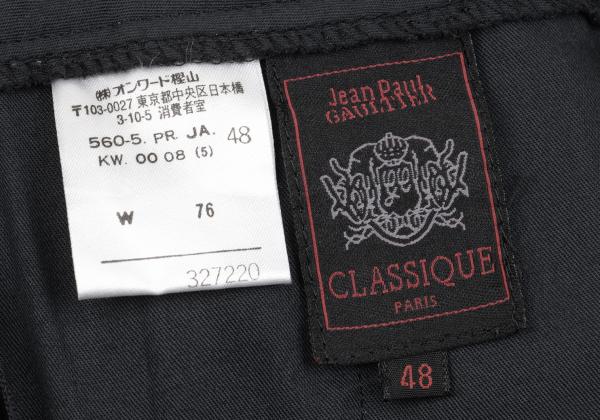 ㈱オンワード樫山
〒103-0027 東京都中央区日本橋
3-10-5 消費者室
560-5. PR. JA. 48
KW. 00 08 (5)
W 76
327220
Jean Paul
GAULTIER
CLASSIQUE
PARIS
48